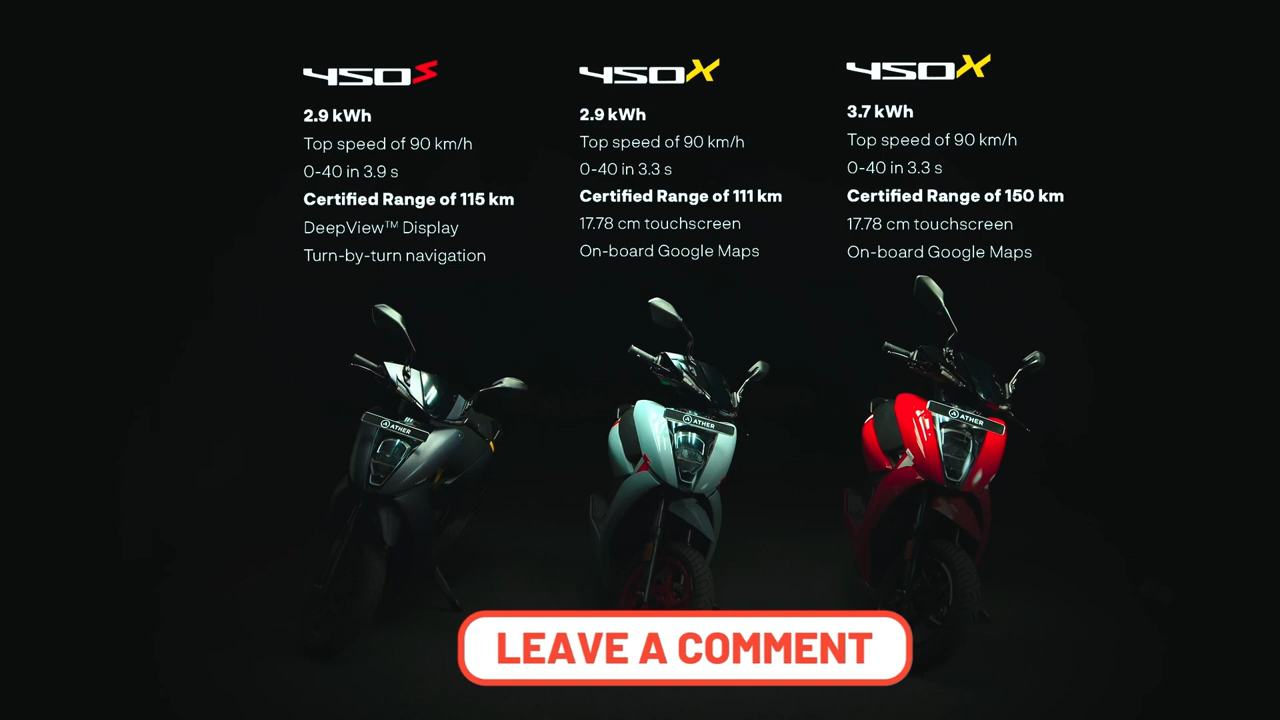 450S
2.9 kWh
Top speed of 90 km/h
0-40 in 3.9 s
Certified Range of 115 km
DeepView™ Display
Turn-by-turn navigation
450X
2.9 kWh
Top speed of 90 km/h
0-40 in 3.3 s
Certified Range of 111 km
17.78 cm touchscreen
On-board Google Maps
450X
3.7 kWh
Top speed of 90 km/h
0-40 in 3.3 s
Certified Range of 150 km
17.78 cm touchscreen
On-board Google Maps
ATHER
ATHER
ATHER
LEAVE A COMMENT